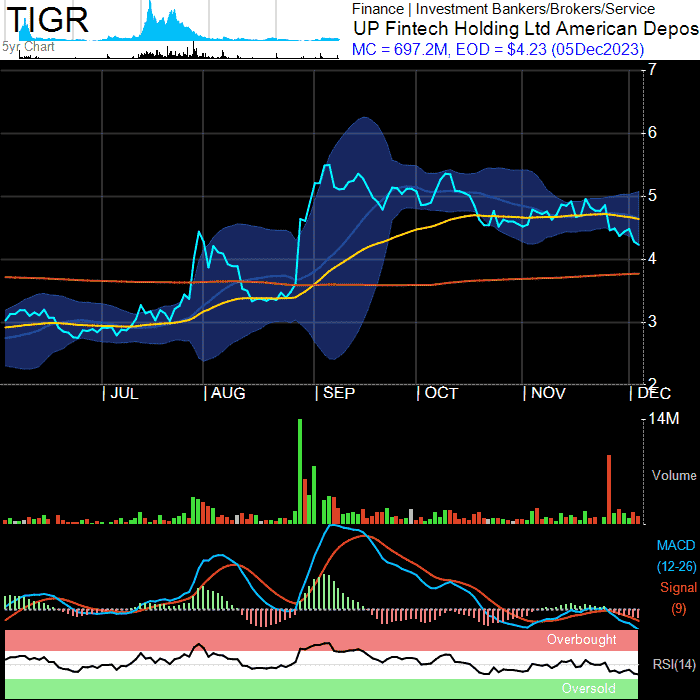 TIGR
5yr. Chart
Finance | Investment Bankers/Brokers/Service
UP Fintech Holding Ltd American Depos
MC = 697.2M, EOD = $4.23 (05Dec2023)
7
6
5
4
3
2
JUL AUG SEP OCT NOV DEC
14M
Volume
MACD
(12-26)
Signal
(9)
Overbought
RSI(14)
Oversold